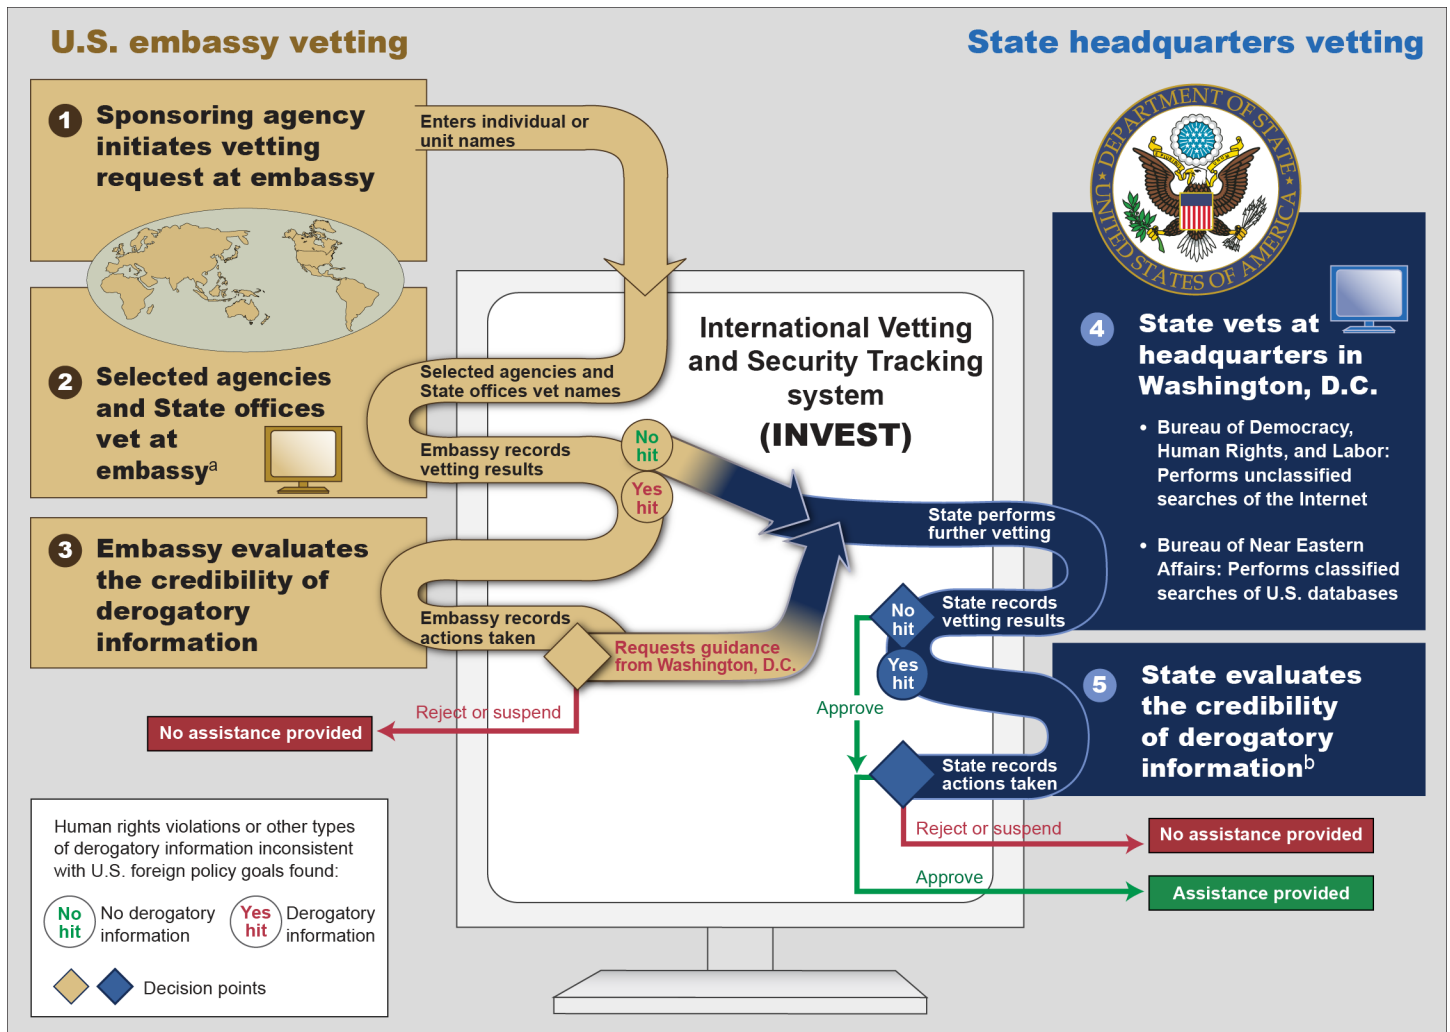 U.S. embassy vetting
State headquarters vetting
1
Sponsoring agency
initiates vetting
request at embassy
Enters individual or
unit names
2
Selected agencies
and State offices
vet at
embassya
Selected agencies and
State offices vet names
Embassy records
vetting results
3
Embassy evaluates
the credibility of
derogatory
information
Embassy records
actions taken
International Vetting
and Security Tracking
system
(INVEST)
No
hit
Yes
hit
Requests guidance
from Washington, D.C.
Reject or suspend
No assistance provided
DEPARTMENT OF STATE
UNITED STATES OF AMERICA
4
State vets at
headquarters in
Washington, D.C.
• Bureau of Democracy,
Human Rights, and Labor:
Performs unclassified
searches of the Internet
• Bureau of Near Eastern
Affairs: Performs classified
searches of U.S. databases
State performs
further vetting
State records
vetting results
No
hit
Yes
hit
Approve
5
State evaluates
the credibility
of derogatory
informationb
State records
actions taken
Reject or suspend
No assistance provided
Approve
Assistance provided
Human rights violations or other types
of derogatory information inconsistent
with U.S. foreign policy goals found:
No
hit
No derogatory
information
Yes
hit
Derogatory
information
Decision points